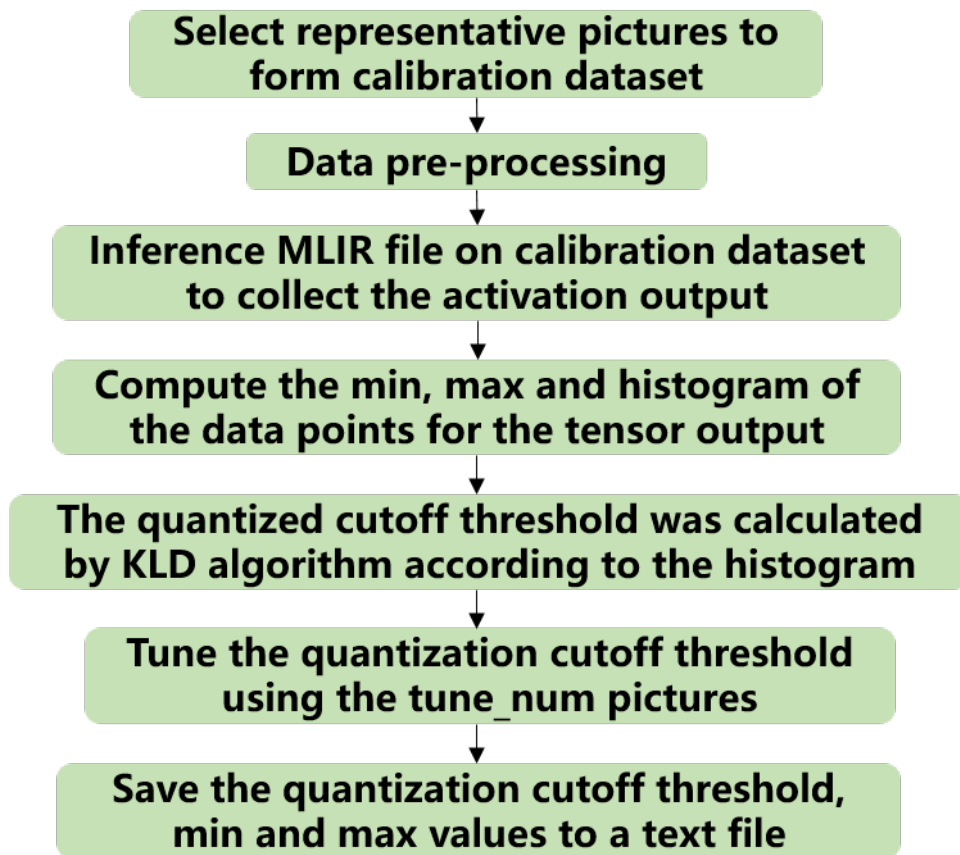 Select representative pictures to
form calibration dataset
Data pre-processing
Inference MLIR file on calibration dataset
to collect the activation output
Compute the min, max and histogram of
the data points for the tensor output
The quantized cutoff threshold was calculated
by KLD algorithm according to the histogram
Tune the quantization cutoff threshold
using the tune_num pictures
Save the quantization cutoff threshold,
min and max values to a text file